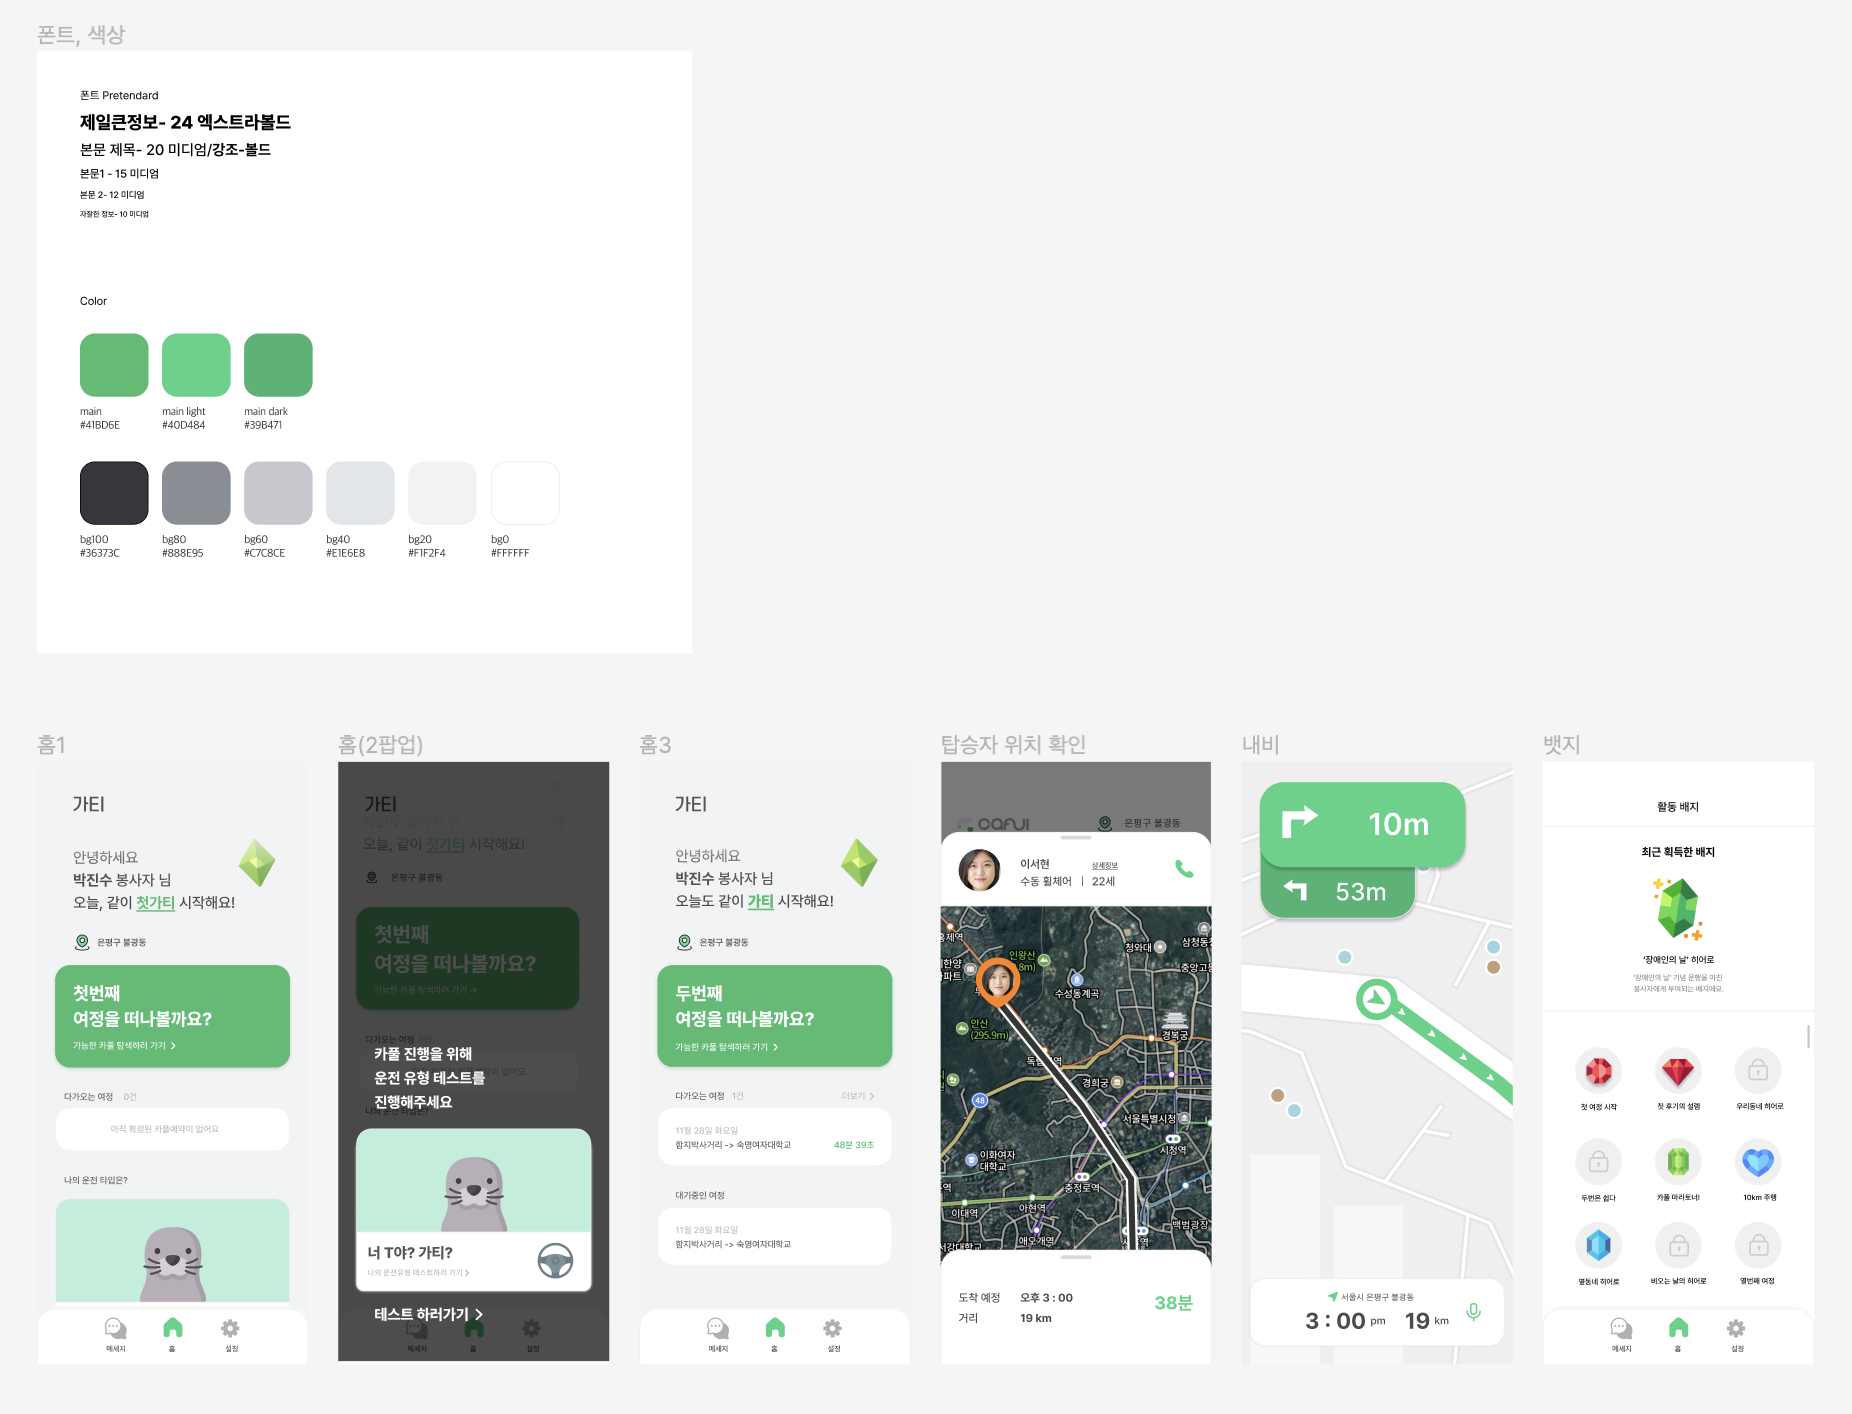 폰트, 색상
폰트 Pretendard
제일큰정보- 24 엑스트라볼드
본문 제목- 20 미디엄/강조-볼드
본문1 - 15 미디엄
본문 2- 12 미디엄
자잘한 정보- 10 미디엄
Color
main
#41BD6E
main light
#40D484
main dark
#39B471
bg100
#36373C
bg80
#888E95
bg60
#C7C8CE
bg40
#E1E6E8
bg20
#F1F2F4
bg0
#FFFFFF
홈1
가티
안녕하세요
박진수 봉사자 님
오늘, 같이 첫가티 시작해요!
은평구 불광동
첫번째
여정을 떠나볼까요?
가능한 카풀 탐색하러 가기 >
다가오는 여정 0건
아직 확정된 카풀예약이 없어요
나의 운전 타입은?
메세지
홈
설정
홈(2팝업)
가티
박진수 봉사자 님
오늘, 같이 첫가티 시작해요!
은평구 불광동
첫번째
여정을 떠나볼까요?
가능한 카풀 탐색하러 가기 →
다가오는 여정 0건
카풀 진행을 위해
운전 유형 테스트를
진행해주세요
나의 운전 타입은?
너 T야? 가티?
나의 운전유형 테스트하러 가기 >
테스트 하러가기 >
메세지
홈
설정
홈3
가티
안녕하세요
박진수 봉사자 님
오늘도 같이 가티 시작해요!
은평구 불광동
두번째
여정을 떠나볼까요?
가능한 카풀 탐색하러 가기 >
다가오는 여정 1건
더보기 >
11월 28일 화요일
함지박사거리 -> 숙명여자대학교
48분 39초
대기중인 여정
11월 28일 화요일
함지박사거리 -> 숙명여자대학교
메세지
홈
설정
탑승자 위치 확인
은평구 불광동
이서현
상세정보
수동 휠체어 | 22세
홍제역
청와대
삼청동
인왕산
수성동계곡
안산
(295.9m)
경복궁
경희궁
48
서울특별시청
이화여자
대학교
시청역
충정로역
이대역
아현역
애오개역
백범광장
서강대학교
도착 예정
오후 3 : 00
거리
19 km
38분
내비
10m
53m
서울시 은평구 불광동
3 : 00 pm
19 km
뱃지
활동 배지
최근 획득한 배지
'장애인의 날' 히어로
'장애인의 날' 기념 운행을 마친
봉사자에게 부여되는 배지에요.
첫 여정 시작
첫 후기의 설렘
우리동네 히어로
두번은 쉽다
카풀 마라토너!
10km 주행
옆동네 히어로
비오는 날의 히어로
열번째 여정
메세지
홈
설정